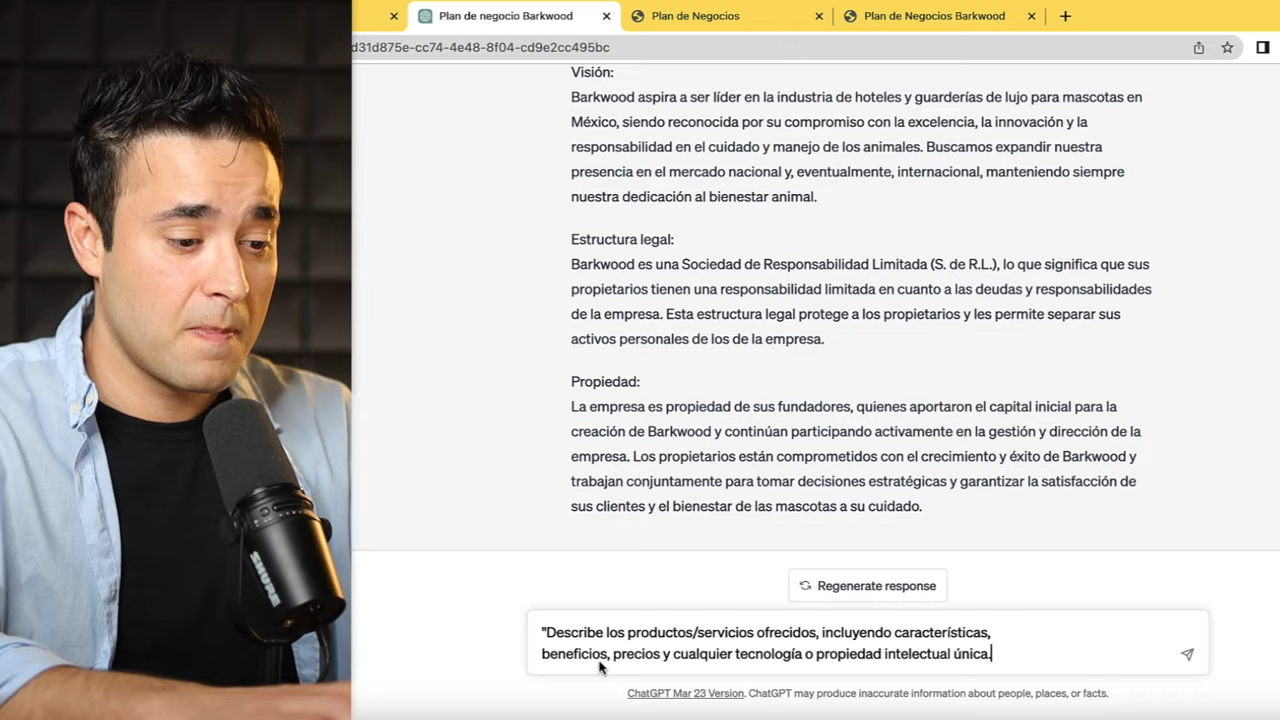 Plan de negocio Barkwood
Plan de Negocios
Plan de Negocios Barkwood
d31d875e-cc74-4e48-8f04-cd9e2cc495bc
Visión:
Barkwood aspira a ser líder en la industria de hoteles y guarderías de lujo para mascotas en
México, siendo reconocida por su compromiso con la excelencia, la innovación y la
responsabilidad en el cuidado y manejo de los animales. Buscamos expandir nuestra
presencia en el mercado nacional y, eventualmente, internacional, manteniendo siempre
nuestra dedicación al bienestar animal.
Estructura legal:
Barkwood es una Sociedad de Responsabilidad Limitada (S. de R.L.), lo que significa que sus
propietarios tienen una responsabilidad limitada en cuanto a las deudas y responsabilidades
de la empresa. Esta estructura legal protege a los propietarios y les permite separar sus
activos personales de los de la empresa.
Propiedad:
La empresa es propiedad de sus fundadores, quienes aportaron el capital inicial para la
creación de Barkwood y continúan participando activamente en la gestión y dirección de la
empresa. Los propietarios están comprometidos con el crecimiento y éxito de Barkwood y
trabajan conjuntamente para tomar decisiones estratégicas y garantizar la satisfacción de
sus clientes y el bienestar de las mascotas a su cuidado.
Regenerate response
"Describe los productos/servicios ofrecidos, incluyendo características,
beneficios, precios y cualquier tecnología o propiedad intelectual única.
ChatGPT Mar 23 Version. ChatGPT may produce inaccurate information about people, places, or facts.
SHURE